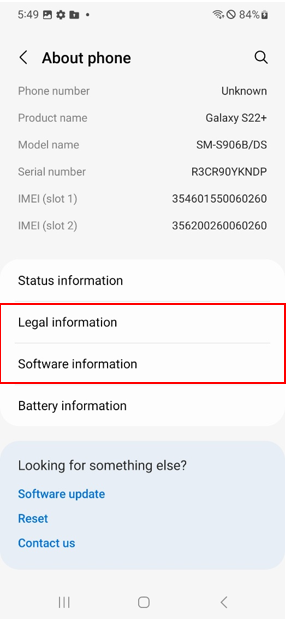 5:49 84%
About phone
Phone number Unknown
Product name Galaxy S22+
Model name SM-S906B/DS
Serial number R3CR90YKNDP
IMEI (slot 1) 354601550060260
IMEI (slot 2) 356200260060260
Status information
Legal information
Software information
Battery information
Looking for something else?
Software update
Reset
Contact us